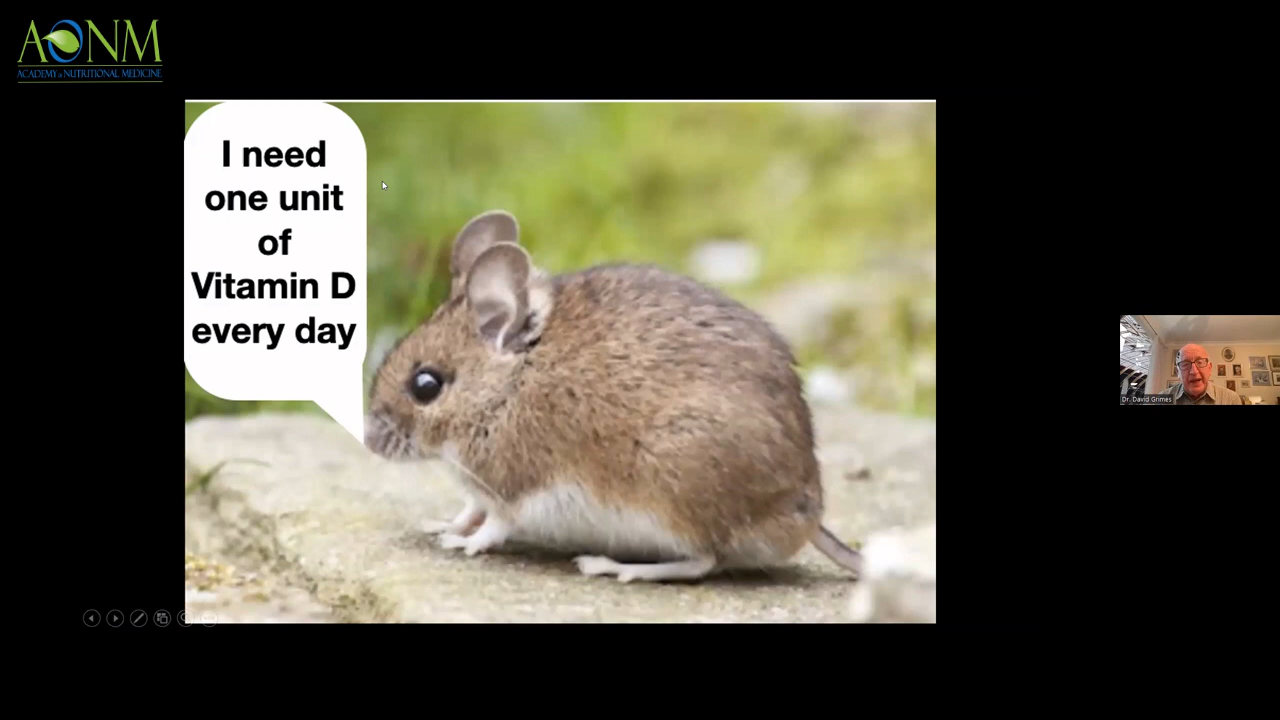 AONM
ACADEMY of NUTRITIONAL MEDICINE
I need
one unit
of
Vitamin D
every day
Dr. David Grimes